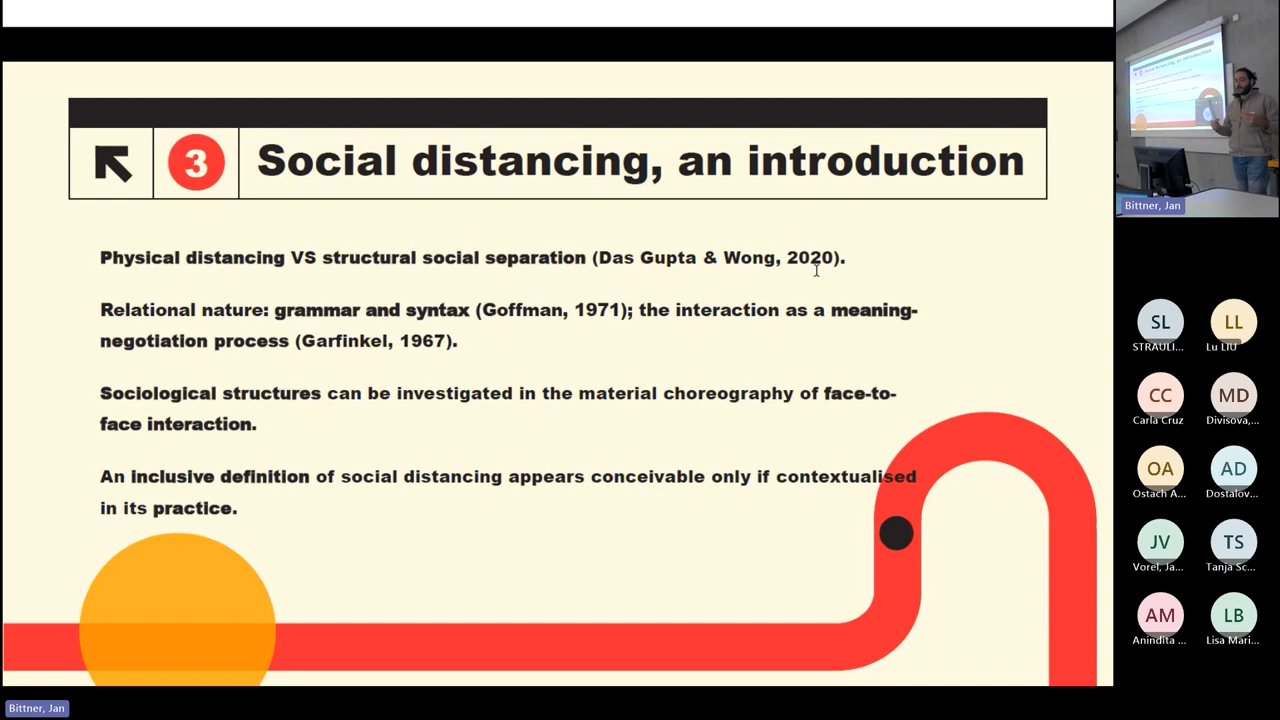 3 Social distancing, an introduction
Physical distancing VS structural social separation (Das Gupta & Wong, 2020).
Relational nature: grammar and syntax (Goffman, 1971); the interaction as a meaning-
negotiation process (Garfinkel, 1967).
Sociological structures can be investigated in the material choreography of face-to-
face interaction.
An inclusive definition of social distancing appears conceivable only if contextualised
in its practice.
Bittner, Jan
Bittner, Jan
SL
STRAULI...
LL
Lu LIU
CC
Carla Cruz
MD
Divisova,...
OA
Ostach A...
AD
Dostalov...
JV
Vorel, Ja...
TS
Tanja Sc...
AM
Anindita ...
LB
Lisa Mari...